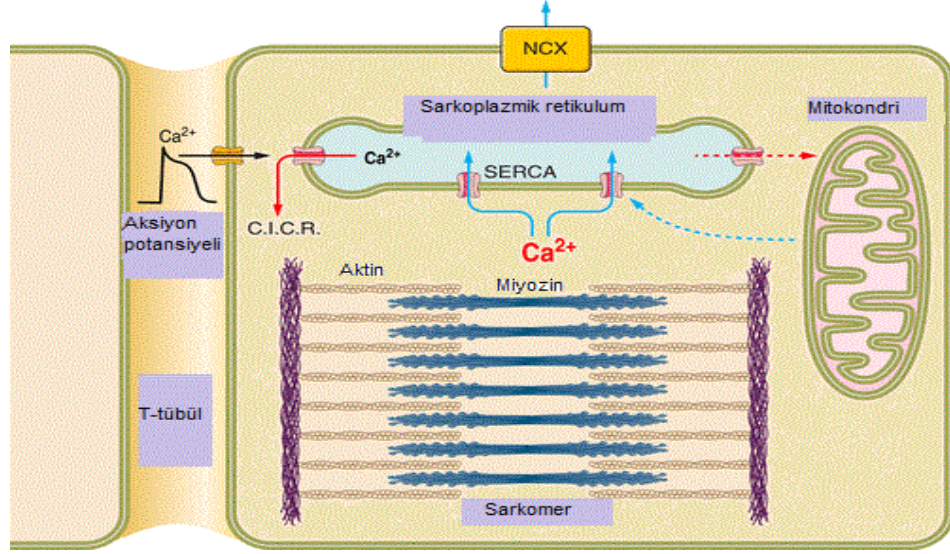 NCX
Sarkoplazmik retikulum
Mitokondri
Ca²⁺
Ca²⁺
SERCA
Aksiyon
potansiyeli
C.I.C.R.
Ca²⁺
Aktin
Miyozin
T-tübül
Sarkomer